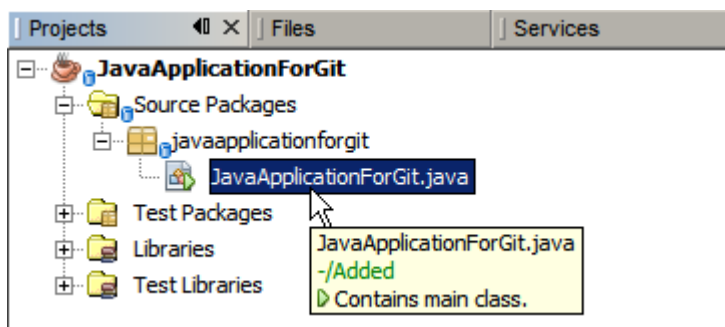 Projects
Files
Services
JavaApplicationForGit
Source Packages
javaapplicationforgit
JavaApplicationForGit.java
Test Packages
Libraries
Test Libraries
JavaApplicationForGit.java
-/Added
Contains main class.